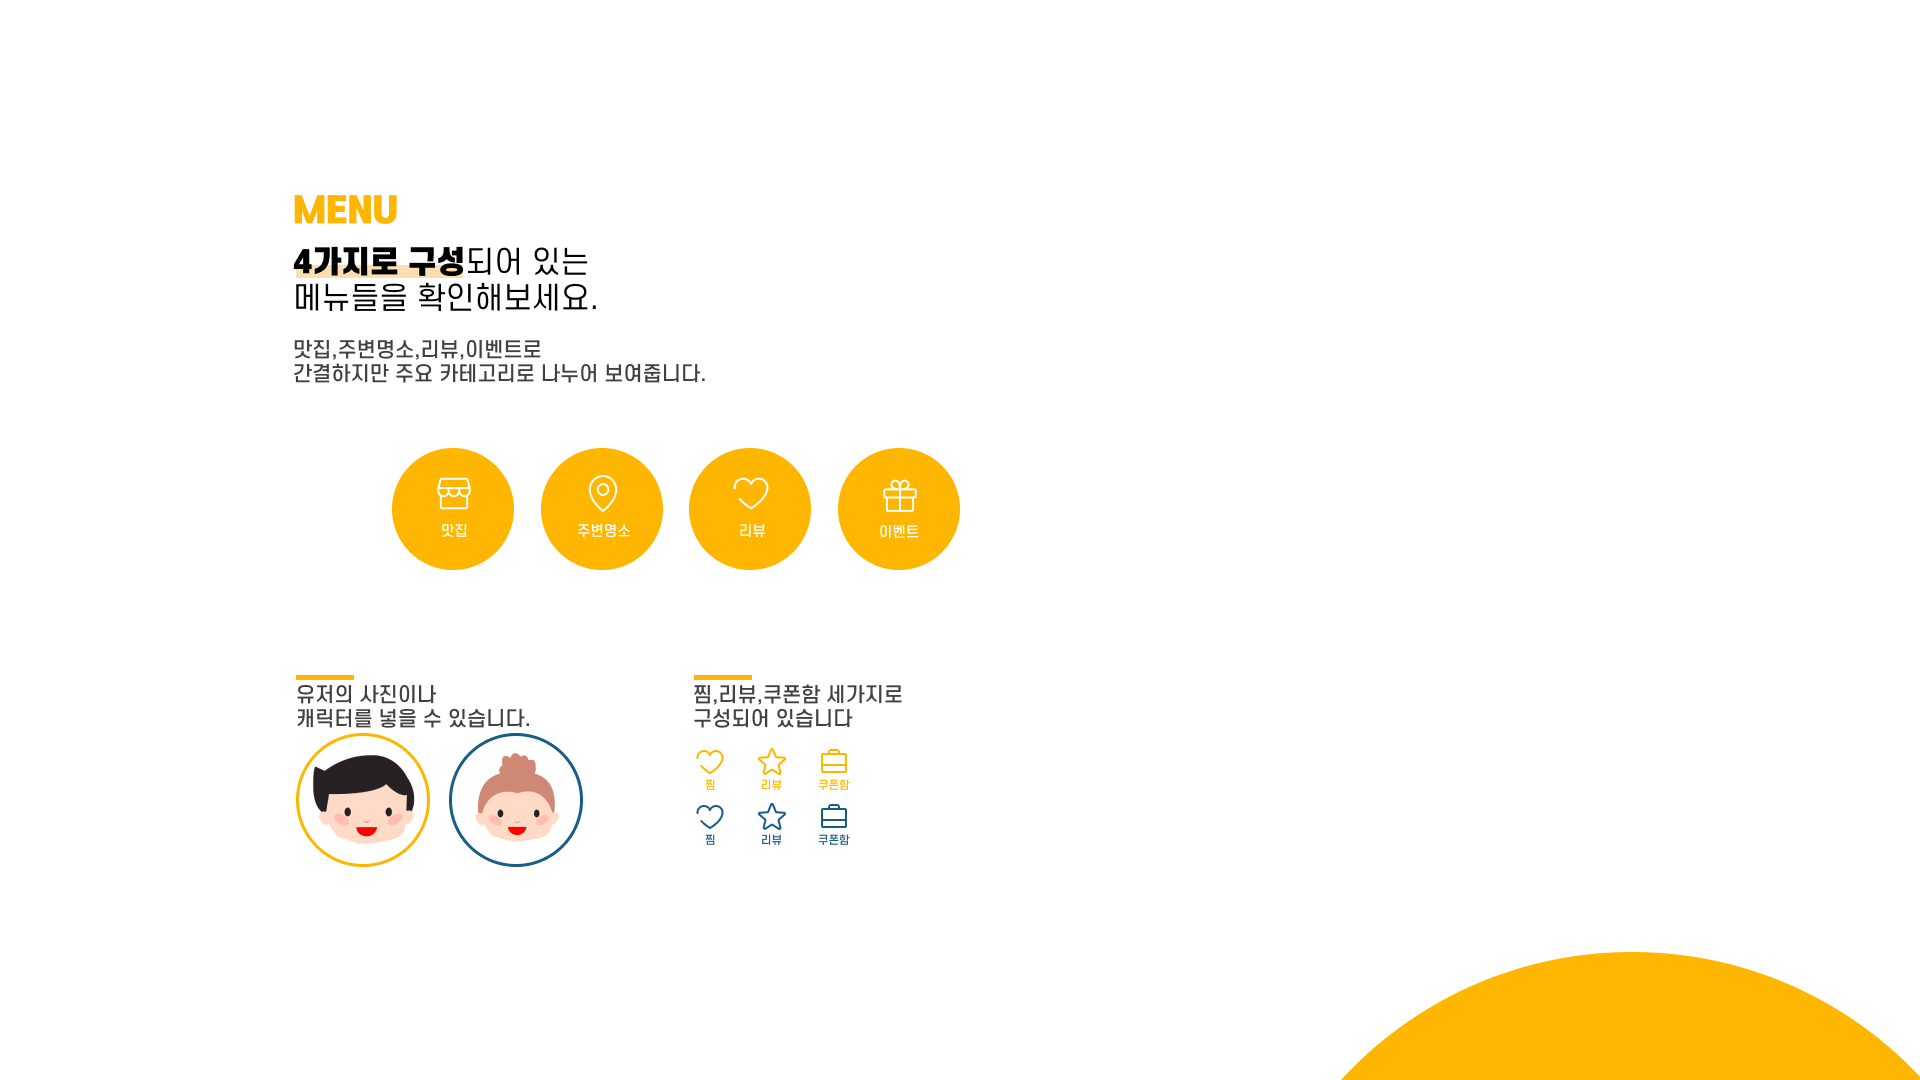 MENU
4가지로 구성되어 있는
메뉴들을 확인해보세요.
맛집,주변명소,리뷰,이벤트로
간결하지만 주요 카테고리로 나누어 보여줍니다.
맛집
주변명소
리뷰
이벤트
유저의 사진이나
캐릭터를 넣을 수 있습니다.
찜,리뷰,쿠폰함 세가지로
구성되어 있습니다
찜
리뷰
쿠폰함
찜
리뷰
쿠폰함